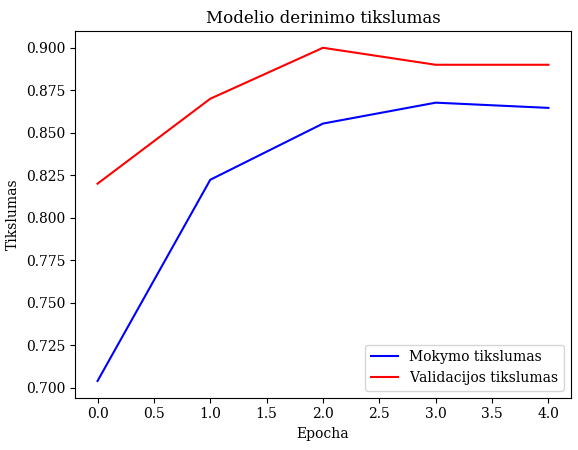 Modelio derinimo tikslumas
Tikslumas
0.900
0.875
0.850
0.825
0.800
0.775
0.750
0.725
0.700
Mokymo tikslumas
Validacijos tikslumas
0.0 0.5 1.0 1.5 2.0 2.5 3.0 3.5 4.0
Epocha